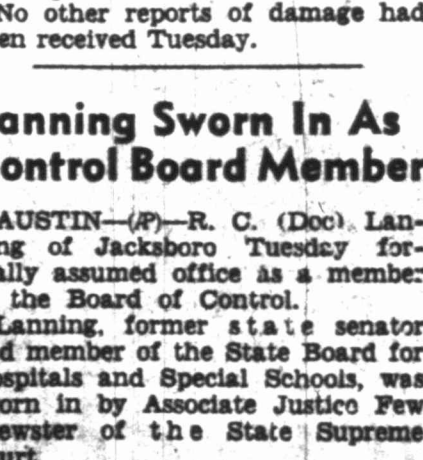 No other reports of damage had
en received Tuesday.
anning Sworn In As
ontrol Board Member
AUSTIN—(AP)—R. C. (Doc) Lan-
ng of Jacksboro Tuesday for-
ally assumed office as a member
the Board of Control.
Lanning, former state senator
d member of the State Board for
ospitals and Special Schools, was
orn in by Associate Justice Few
ewster of the State Supreme
urt.